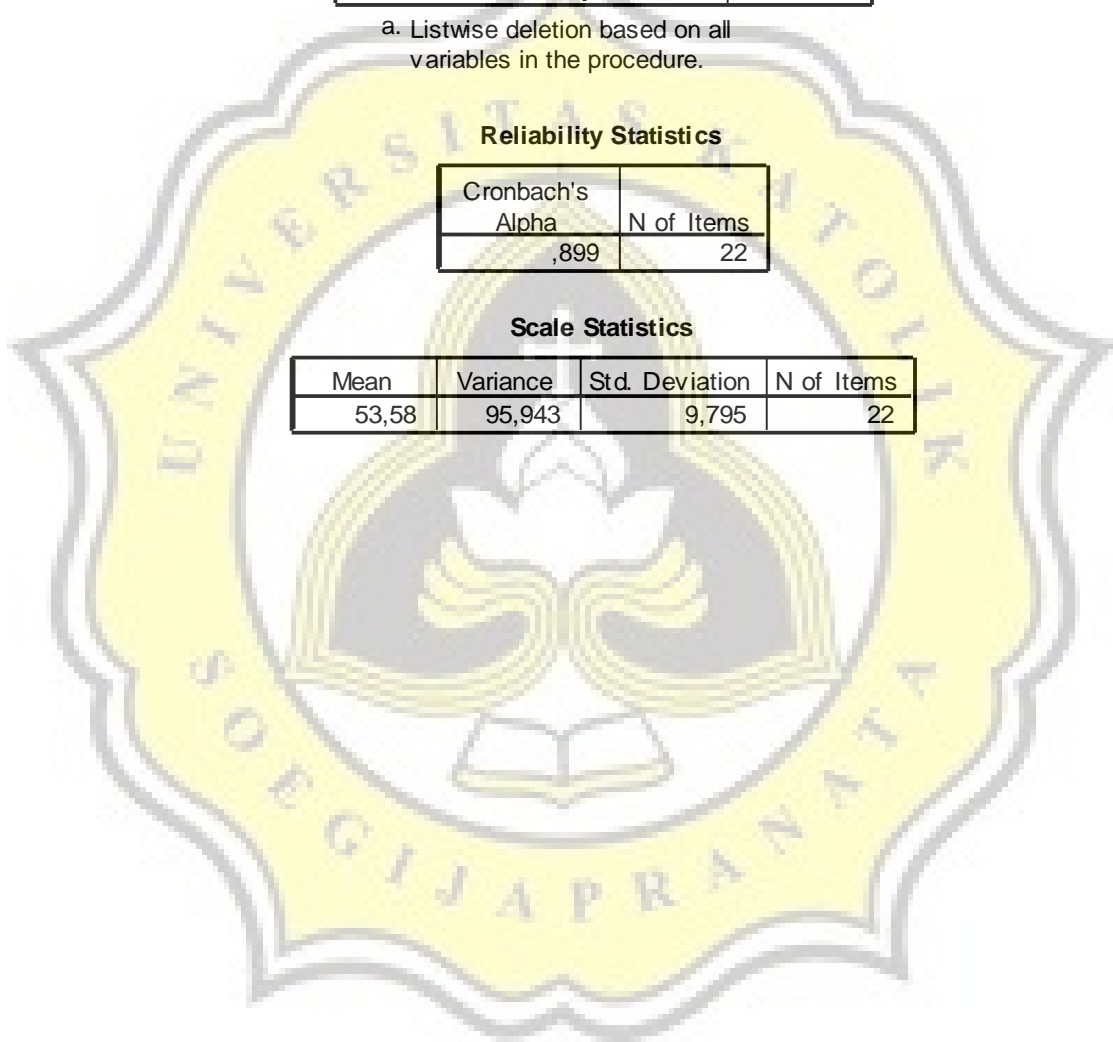 a. Listwise deletion based on all
variables in the procedure.
Reliability Statistics
Cronbach's
Alpha N of Items
,899 22
Scale Statistics
Mean Variance Std. Deviation N of Items
53,58 95,943 9,795 22
UNIVERSITAS KATOLIK
SOEGIJAPRANATA